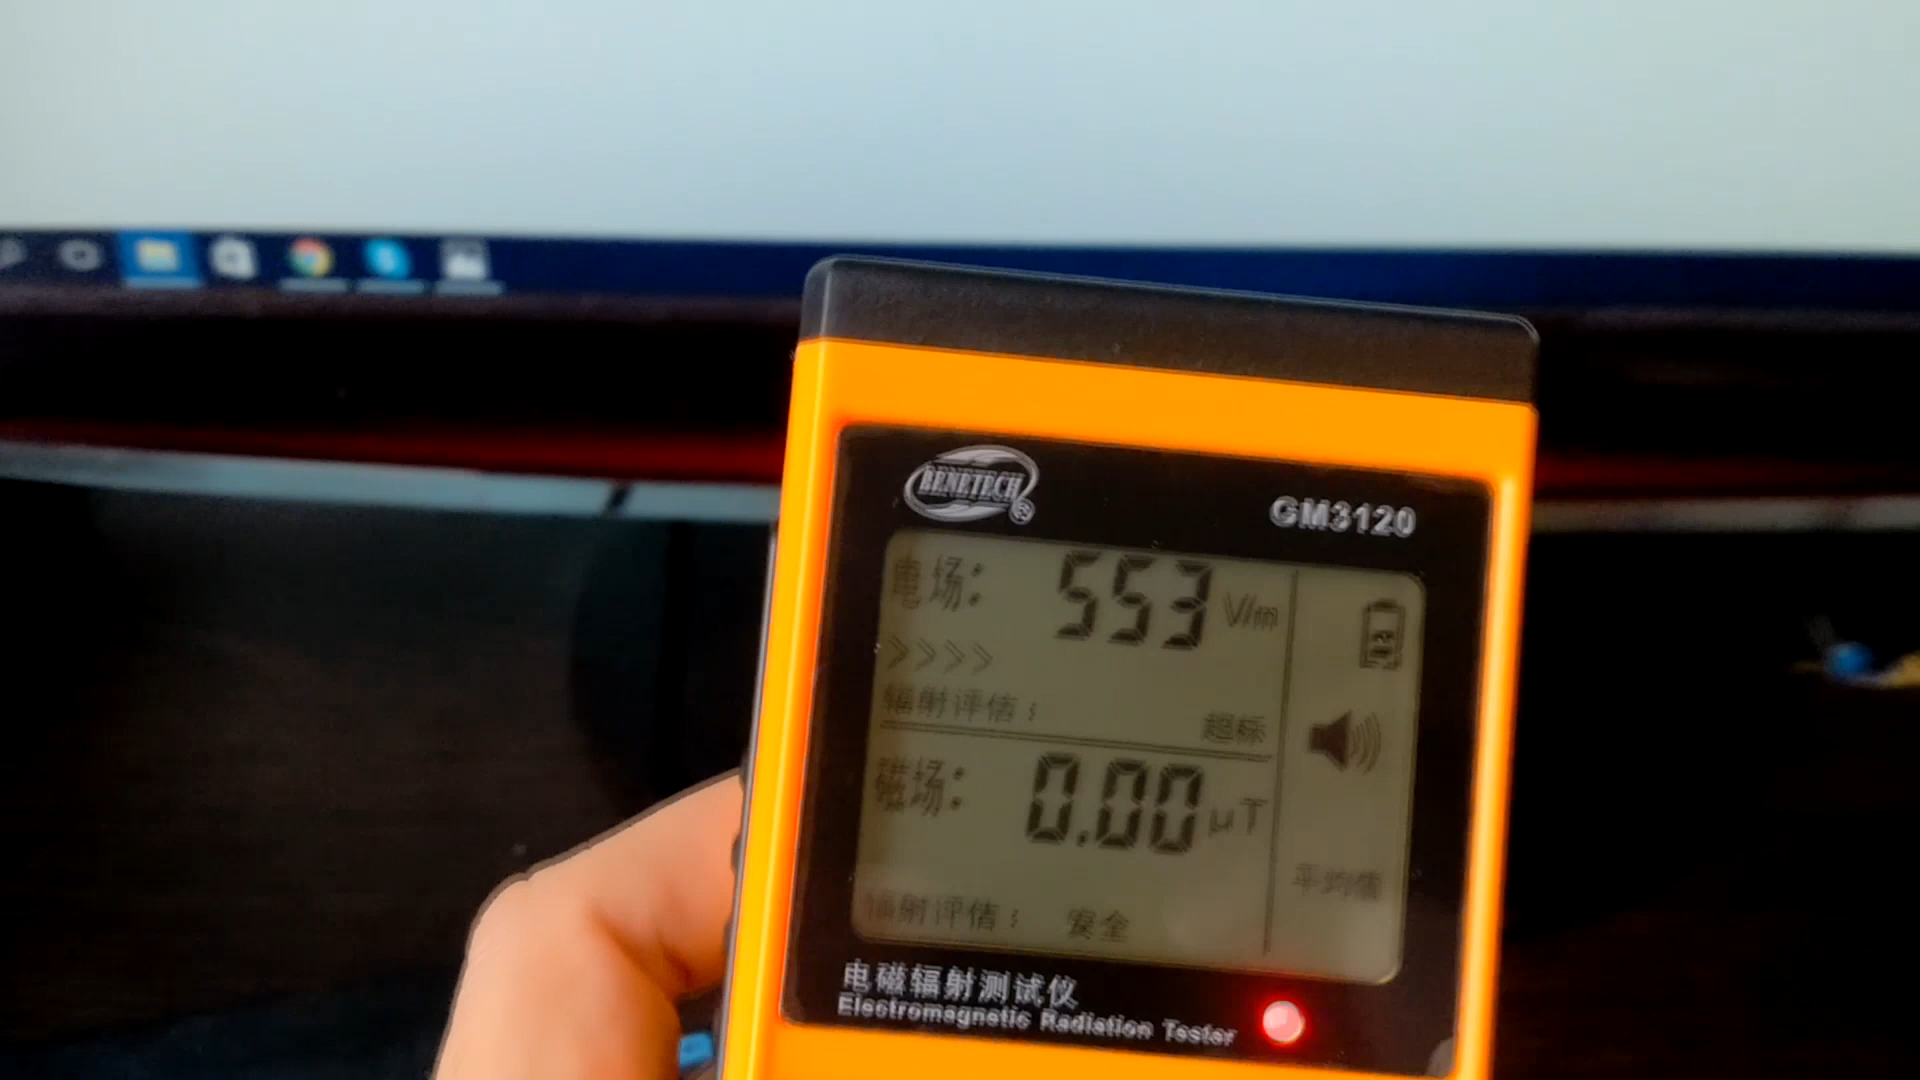 BENETECH ®
GM3120
电场: 553 V/m
>>>>
辐射评估: 超标
磁场: 0.00 μT
平均值
辐射评估: 安全
电磁辐射测试仪
Electromagnetic Radiation Tester